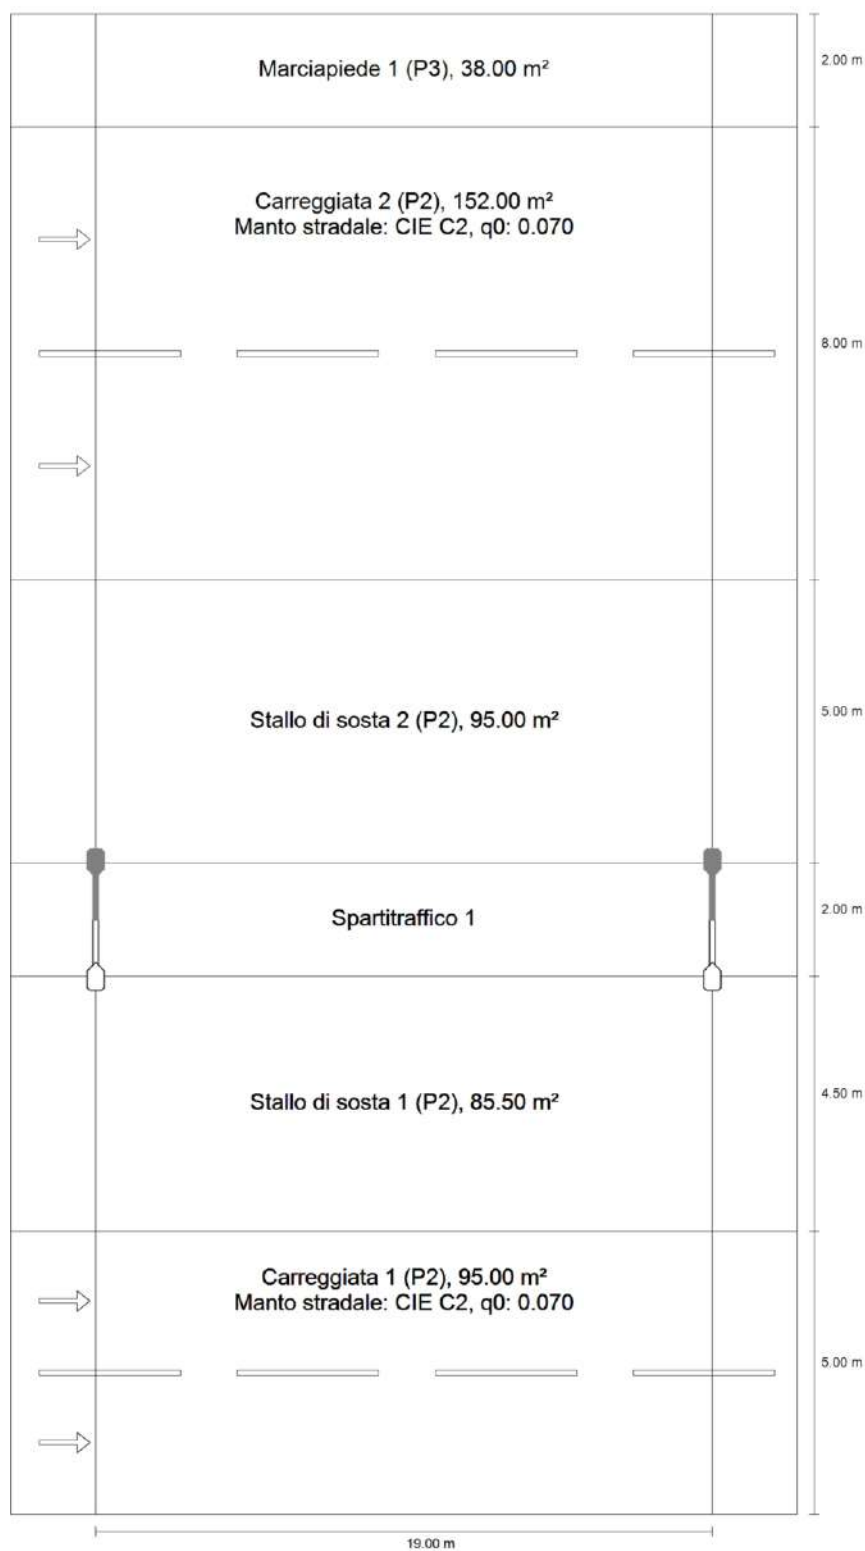 Marciapiede 1 (P3), 38.00 m²
2.00 m
Carreggiata 2 (P2), 152.00 m²
Manto stradale: CIE C2, q0: 0.070
8.00 m
Stallo di sosta 2 (P2), 95.00 m²
5.00 m
Spartitraffico 1
2.00 m
Stallo di sosta 1 (P2), 85.50 m²
4.50 m
Carreggiata 1 (P2), 95.00 m²
Manto stradale: CIE C2, q0: 0.070
5.00 m
19.00 m